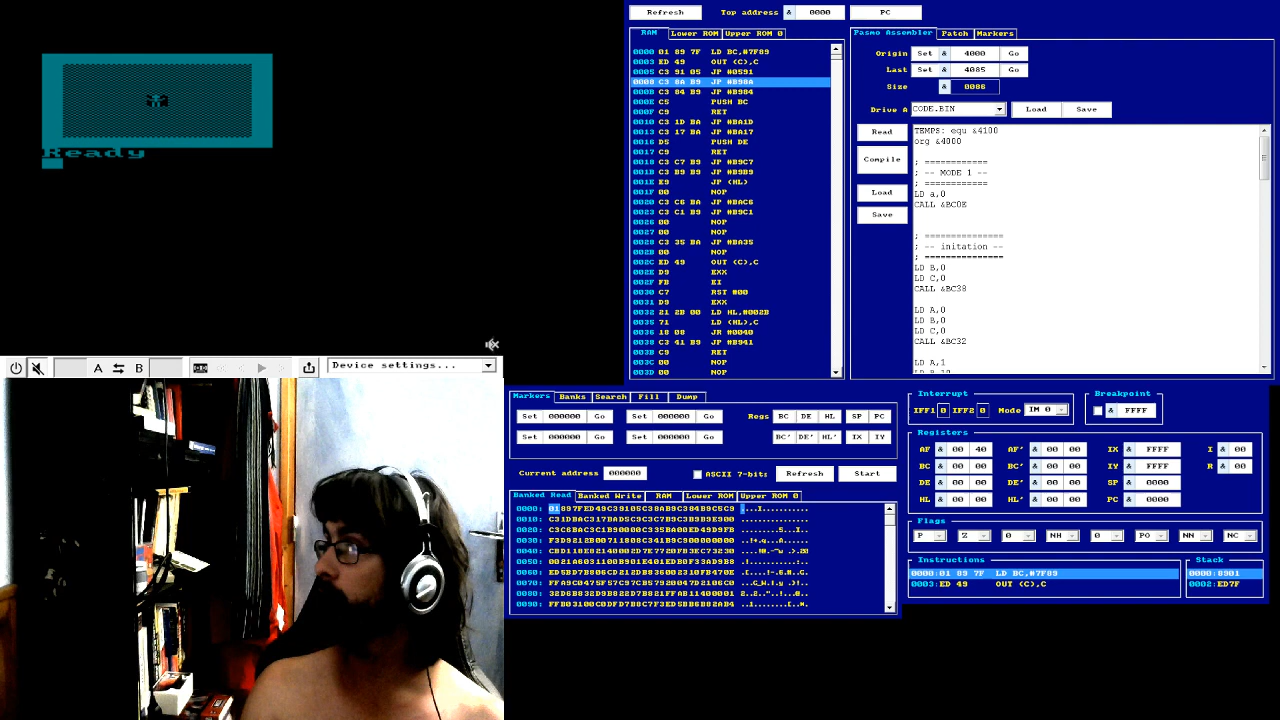 Ready
Device settings...
A B
Refresh Top address & 0000 PC
RAM Lower ROM Upper ROM 0
0000 01 89 7F LD BC,#7F89
0003 ED 49 OUT (C),C
0005 C3 91 05 JP #0591
0008 C3 8A B9 JP #B98A
000B C3 84 B9 JP #B984
000E C5 PUSH BC
000F C9 RET
0010 C3 1D BA JP #BA1D
0013 C3 17 BA JP #BA17
0016 D5 PUSH DE
0017 C9 RET
0018 C3 C7 B9 JP #B9C7
001B C3 B9 B9 JP #B9B9
001E E9 JP (HL)
001F 00 NOP
0020 C3 C6 BA JP #BAC6
0023 C3 C1 B9 JP #B9C1
0026 00 NOP
0027 00 NOP
0028 C3 35 BA JP #BA35
002B 00 NOP
002C ED 49 OUT (C),C
002E D9 EXX
002F FB EI
0030 C7 RST #00
0031 D9 EXX
0032 21 2B 00 LD HL,#002B
0035 71 LD (HL),C
0036 18 08 JR #0040
0038 C3 41 B9 JP #B941
003B C9 RET
003C 00 NOP
003D 00 NOP
Pasmo Assembler Patch Markers
Origin Set & 4000 Go
Last Set & 4085 Go
Size & 0086
Drive A CODE.BIN Load Save
Read
Compile
Load
Save
TEMPS: equ &4100
org &4000
; ============
; -- MODE 1 --
; ============
LD a,0
CALL &BC0E
; ===============
; -- initation --
; ===============
LD B,0
LD C,0
CALL &BC38
LD A,0
LD B,0
LD C,0
CALL &BC32
LD A,1
Markers Banks Search Fill Dump
Set 000000 Go Set 000000 Go Regs BC DE HL SP PC
Set 000000 Go Set 000000 Go BC' DE' HL' IX IY
Current address 000000 ASCII 7-bits Refresh Start
Banked Read Banked Write RAM Lower ROM Upper ROM 0
0000: 01897FED49C39105C38AB9C384B9C5C9
0010: C31DBAC317BAD5C9C3C7B9C3B9B9E900
0020: C3C6BAC3C1B90000C335BA00ED49D9FB
0030: C7D9212B00711808C341B9C900000000
Interrupt
IFF1 0 IFF2 0 Mode IM 0
Breakpoint
& FFFF
Registers
AF & 00 40 AF' & 00 00 IX & FFFF I & 00
BC & 00 00 BC' & 00 00 IY & FFFF R & 00
DE & 00 00 DE' & 00 00 SP & 0000
HL & 00 00 HL' & 00 00 PC & 0000
Flags
P Z 0 NH 0 PO NN NC
Instructions
0000:01 89 7F LD BC,#7F89
0003:ED 49 OUT (C),C
Stack
0000:8901
0002:ED7F